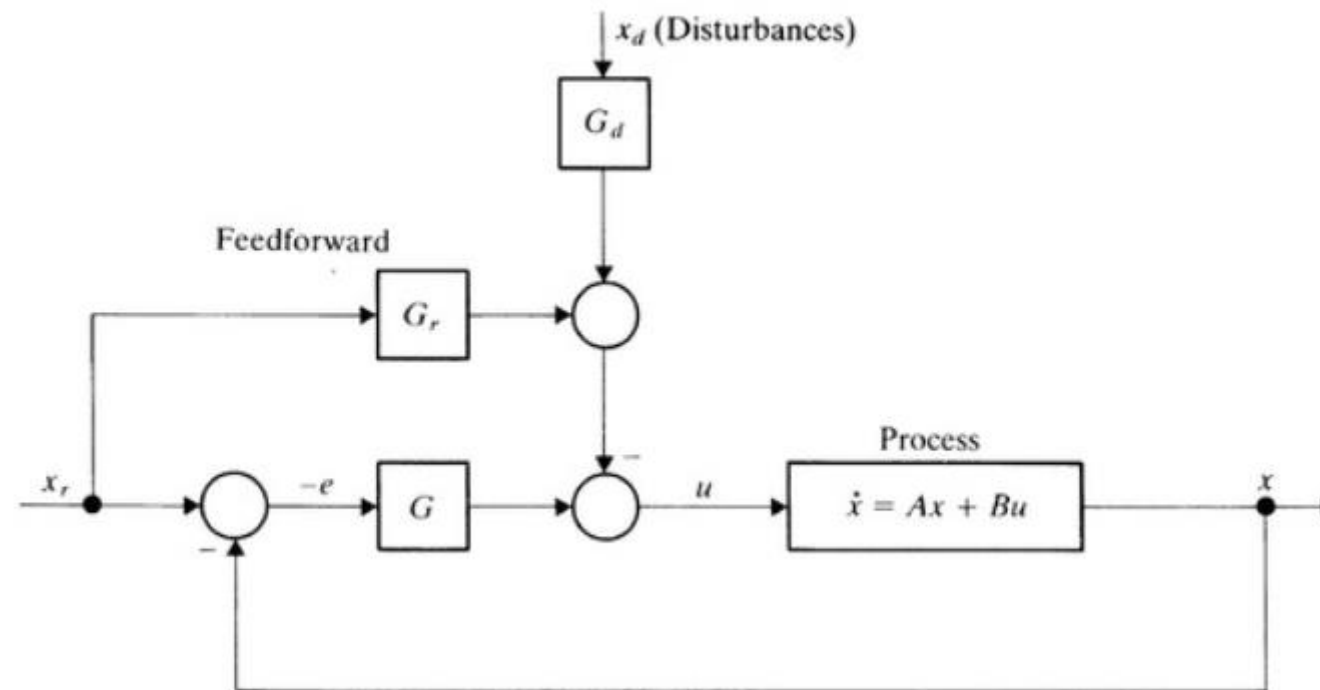 x_d (Disturbances)
G_d
Feedforward
G_r
−
Process
x_r
−e
G
u
ẋ = Ax + Bu
x
−